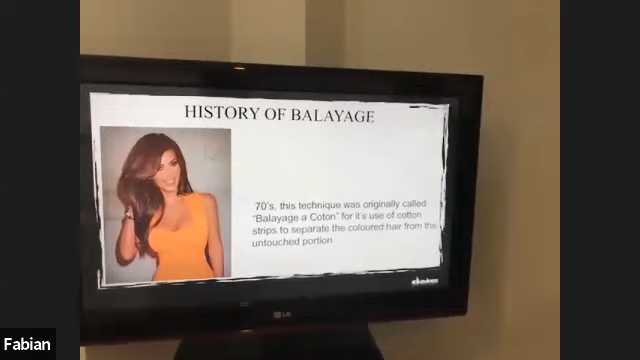 HISTORY OF BALAYAGE
70's, this technique was originally called
"Balayage a Coton" for it's use of cotton
strips to separate the coloured hair from the
untouched portion
davines
LG
Fabian